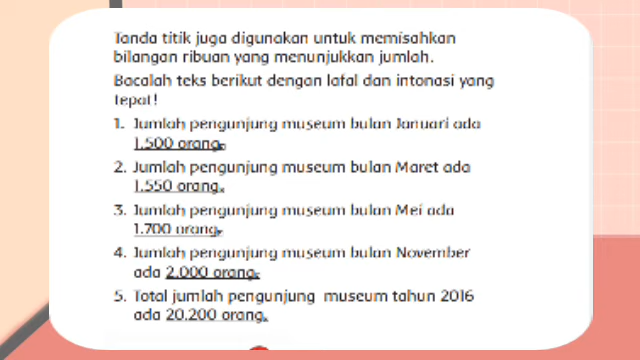 Tanda titik juga digunakan untuk memisahkan
bilangan ribuan yang menunjukkan jumlah.
Bacalah teks berikut dengan lafal dan intonasi yang
tepat!
1. Jumlah pengunjung museum bulan Januari ada
1.500 orang.
2. Jumlah pengunjung museum bulan Maret ada
1.550 orang.
3. Jumlah pengunjung museum bulan Mei ada
1.700 orang.
4. Jumlah pengunjung museum bulan November
ada 2.000 orang.
5. Total jumlah pengunjung museum tahun 2016
ada 20.200 orang.